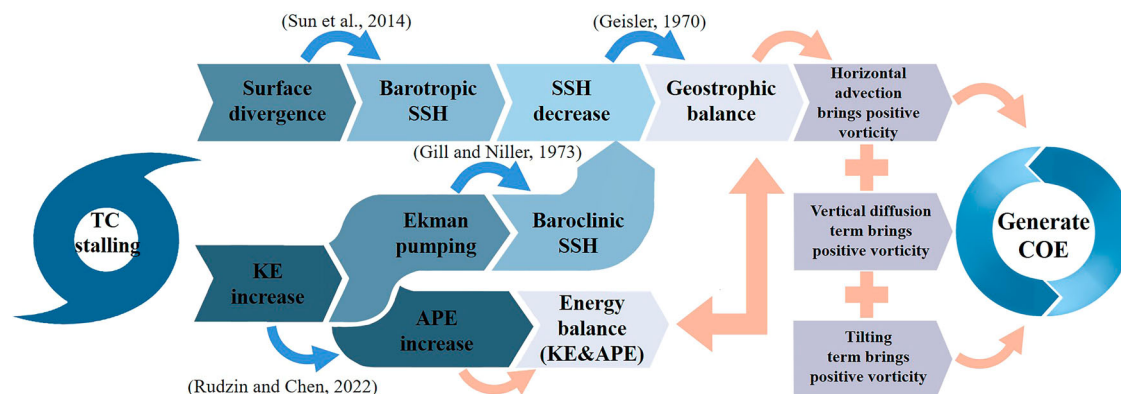 (Sun et al., 2014)
(Geisler, 1970)
Surface
divergence
Barotropic
SSH
SSH
decrease
Geostrophic
balance
Horizontal
advection
brings positive
vorticity
(Gill and Niller, 1973)
TC
stalling
Ekman
pumping
Baroclinic
SSH
Vertical diffusion
term brings
positive vorticity
Generate
COE
KE
increase
APE
increase
Energy
balance
(KE&APE)
Tilting
term brings
positive vorticity
(Rudzin and Chen, 2022)